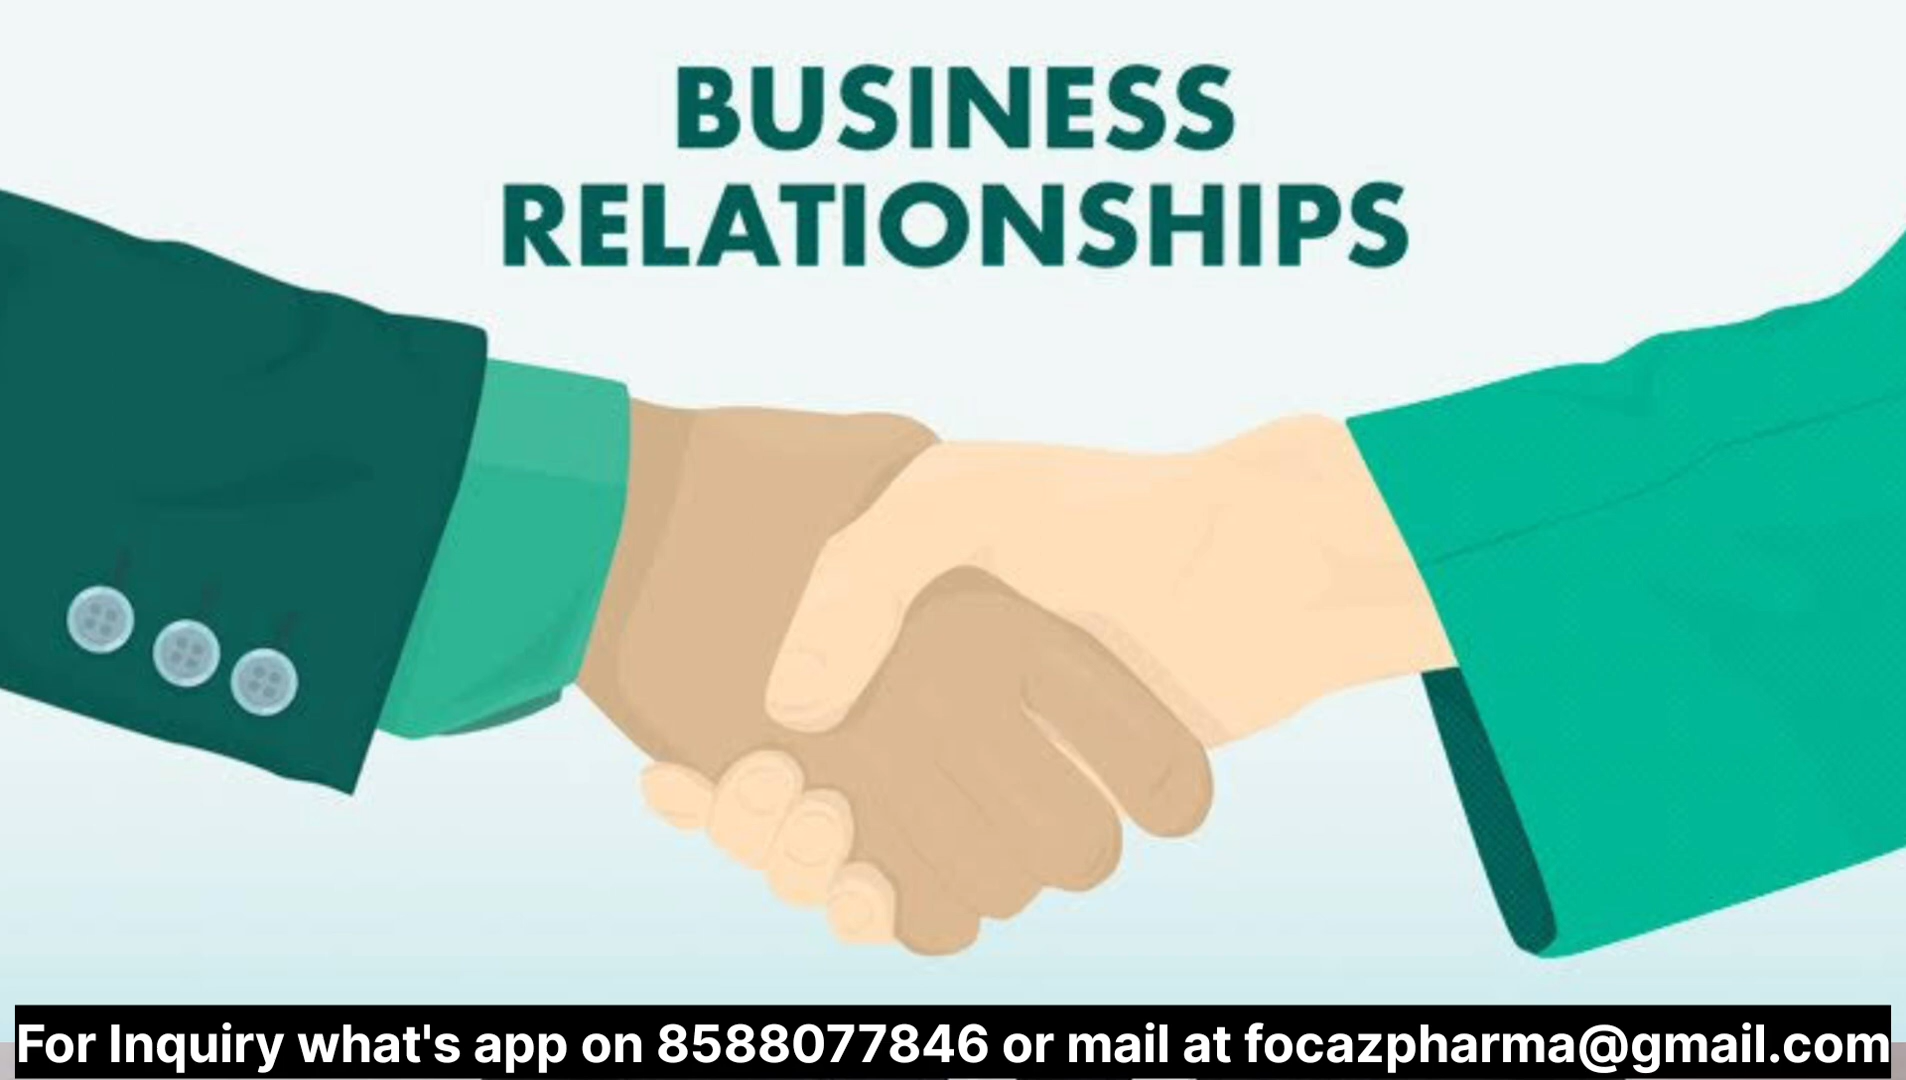 BUSINESS
RELATIONSHIPS
For Inquiry what's app on 8588077846 or mail at focazpharma@gmail.com